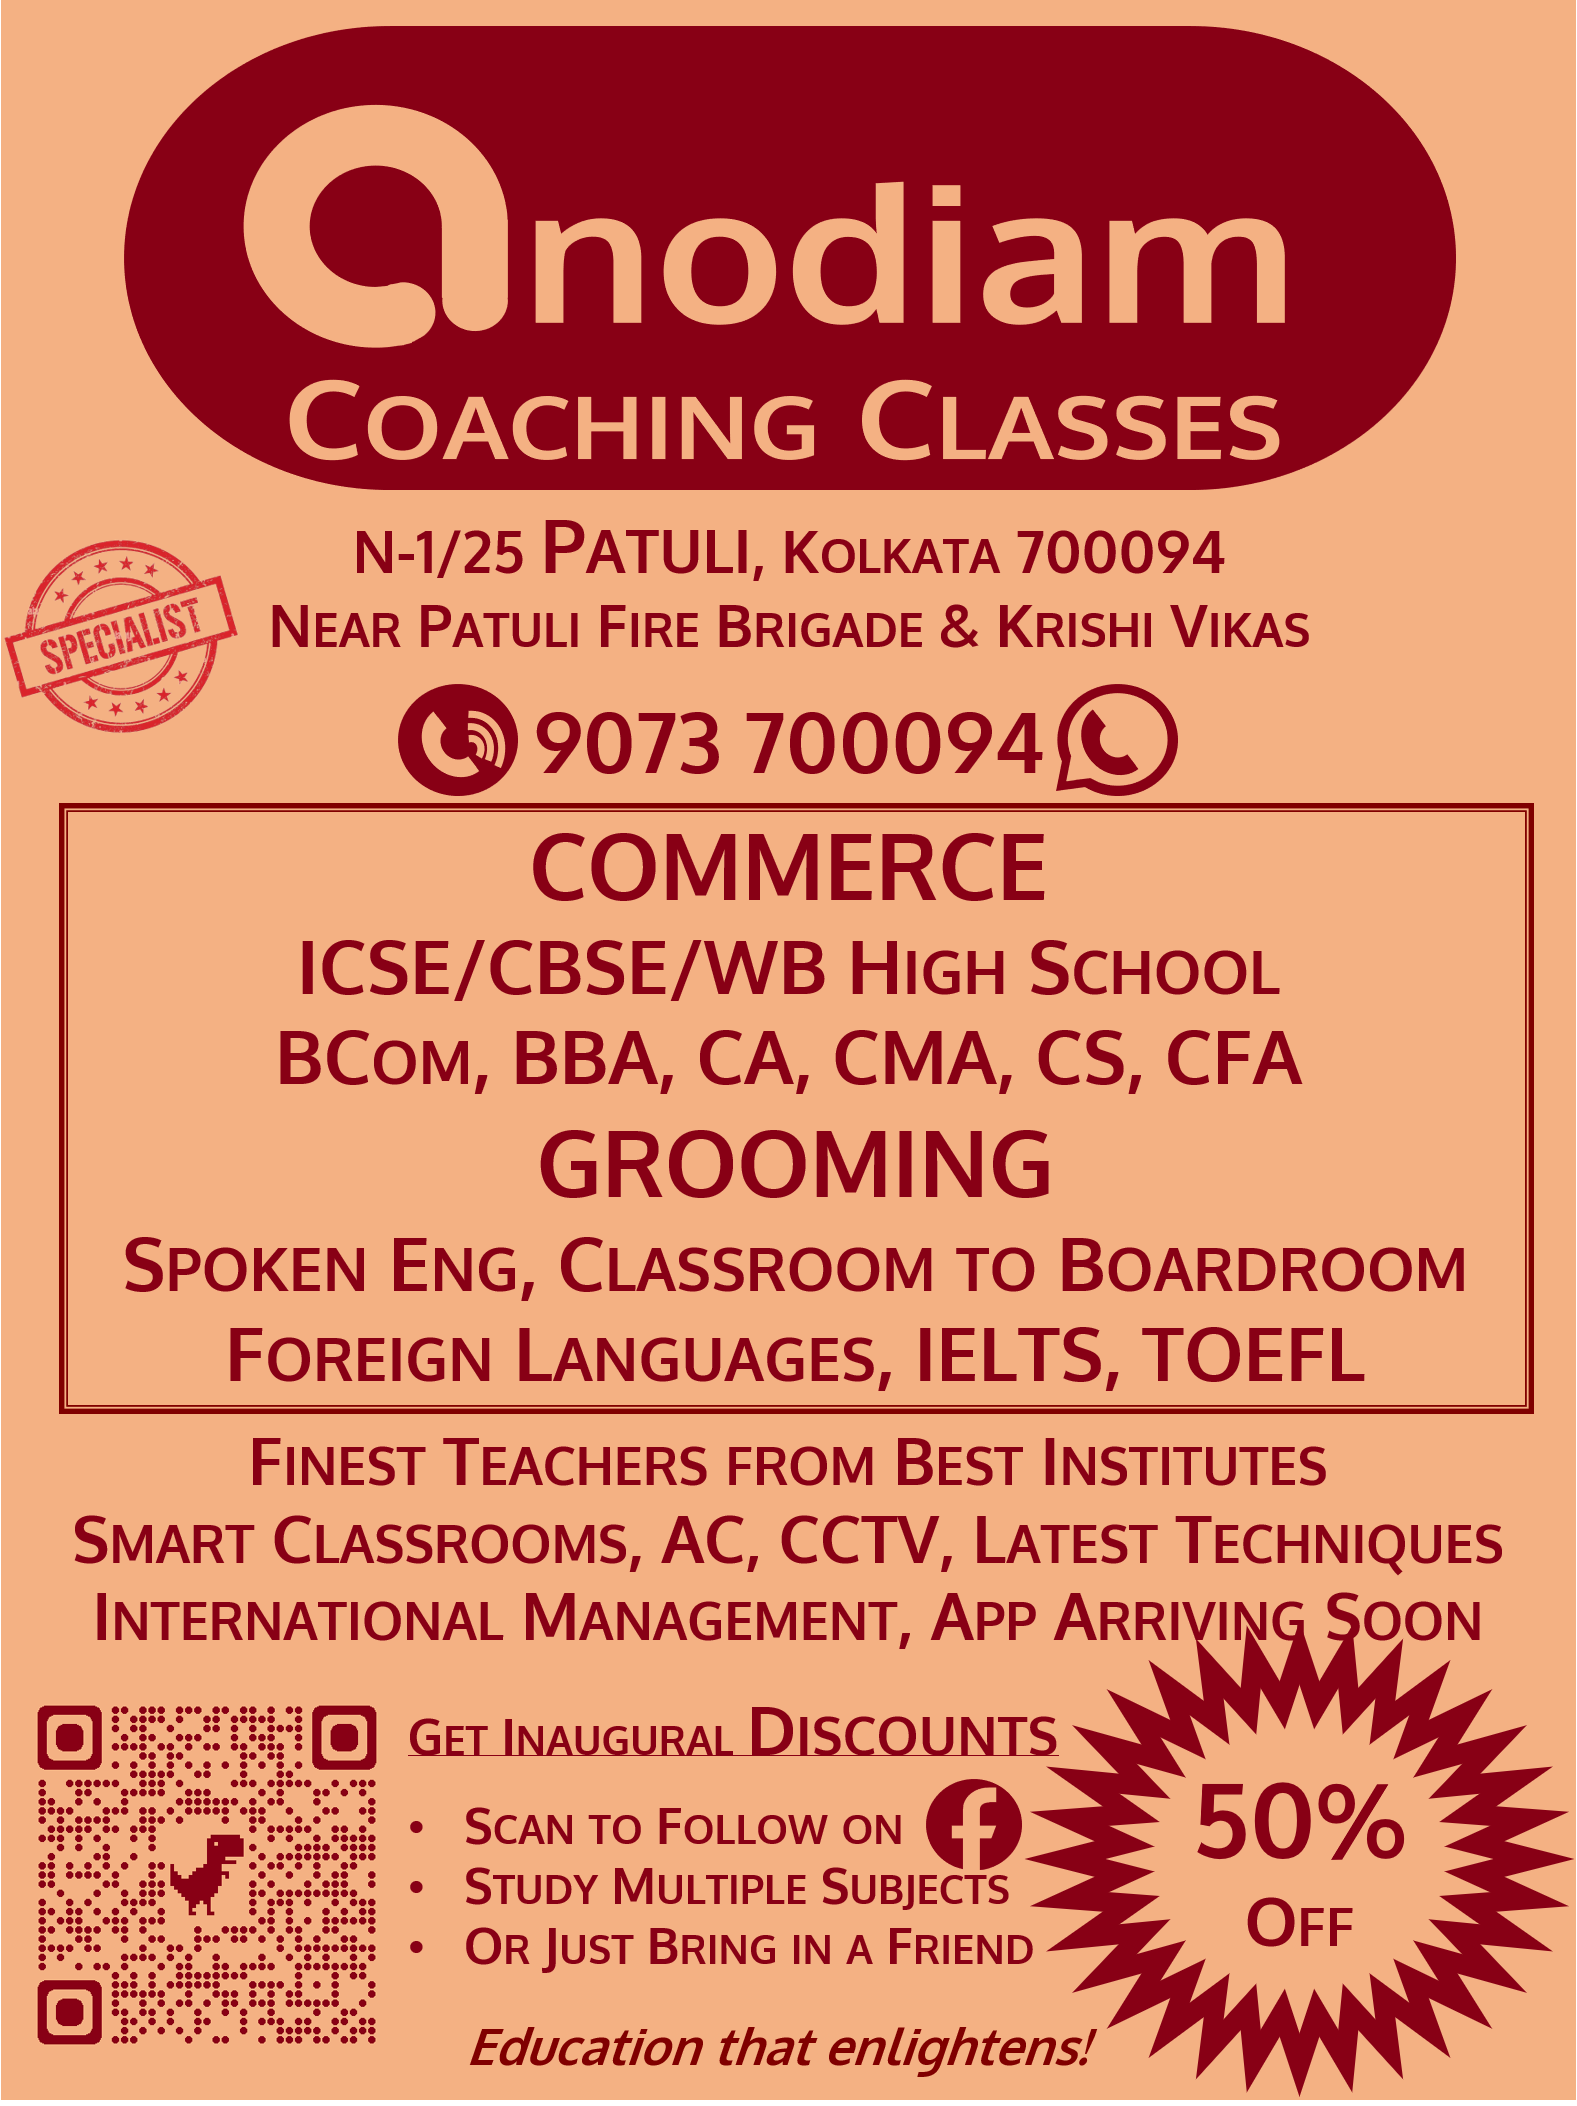 anodiam
COACHING CLASSES
N-1/25 PATULI, KOLKATA 700094
NEAR PATULI FIRE BRIGADE & KRISHI VIKAS
SPECIALIST
9073 700094
COMMERCE
ICSE/CBSE/WB HIGH SCHOOL
BCOM, BBA, CA, CMA, CS, CFA
GROOMING
SPOKEN ENG, CLASSROOM TO BOARDROOM
FOREIGN LANGUAGES, IELTS, TOEFL
FINEST TEACHERS FROM BEST INSTITUTES
SMART CLASSROOMS, AC, CCTV, LATEST TECHNIQUES
INTERNATIONAL MANAGEMENT, APP ARRIVING SOON
GET INAUGURAL DISCOUNTS
• SCAN TO FOLLOW ON f
• STUDY MULTIPLE SUBJECTS
• OR JUST BRING IN A FRIEND
50%
OFF
Education that enlightens!